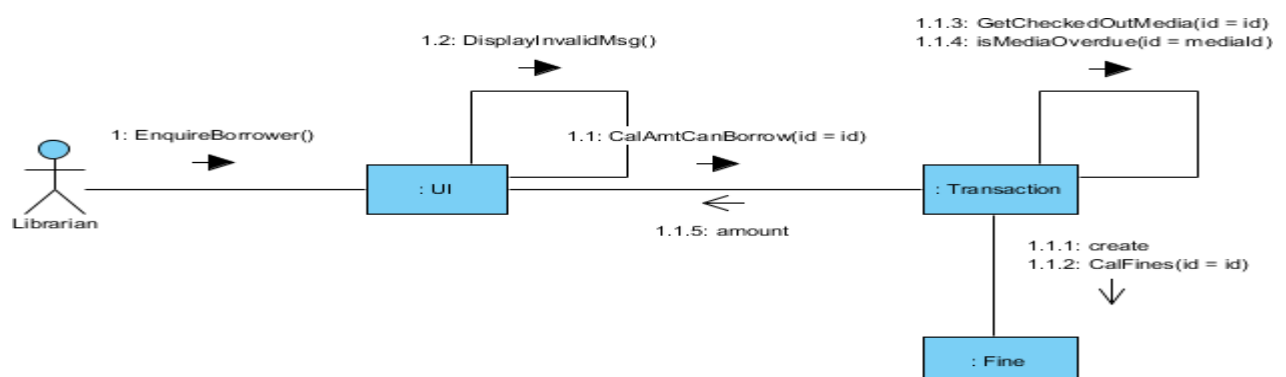 1.1.3: GetCheckedOutMedia(id = id)
1.1.4: isMediaOverdue(id = mediaId)
1.2: DisplayInvalidMsg()
1: EnquireBorrower()
1.1: CalAmtCanBorrow(id = id)
: UI
: Transaction
Librarian
1.1.5: amount
1.1.1: create
1.1.2: CalFines(id = id)
: Fine